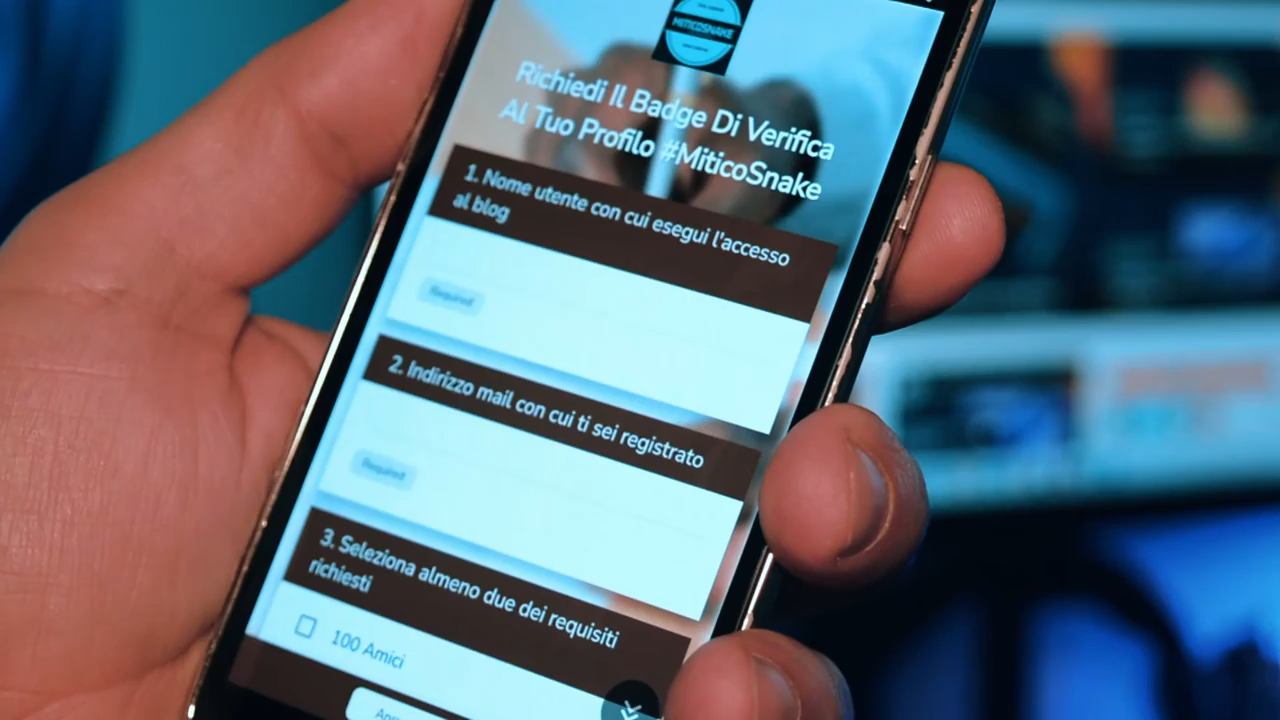 MITICOSNAKE
Richiedi Il Badge Di Verifica
Al Tuo Profilo #MiticoSnake
1. Nome utente con cui esegui l'accesso
al blog
Required
2. Indirizzo mail con cui ti sei registrato
Required
3. Seleziona almeno due dei requisiti
richiesti
100 Amici